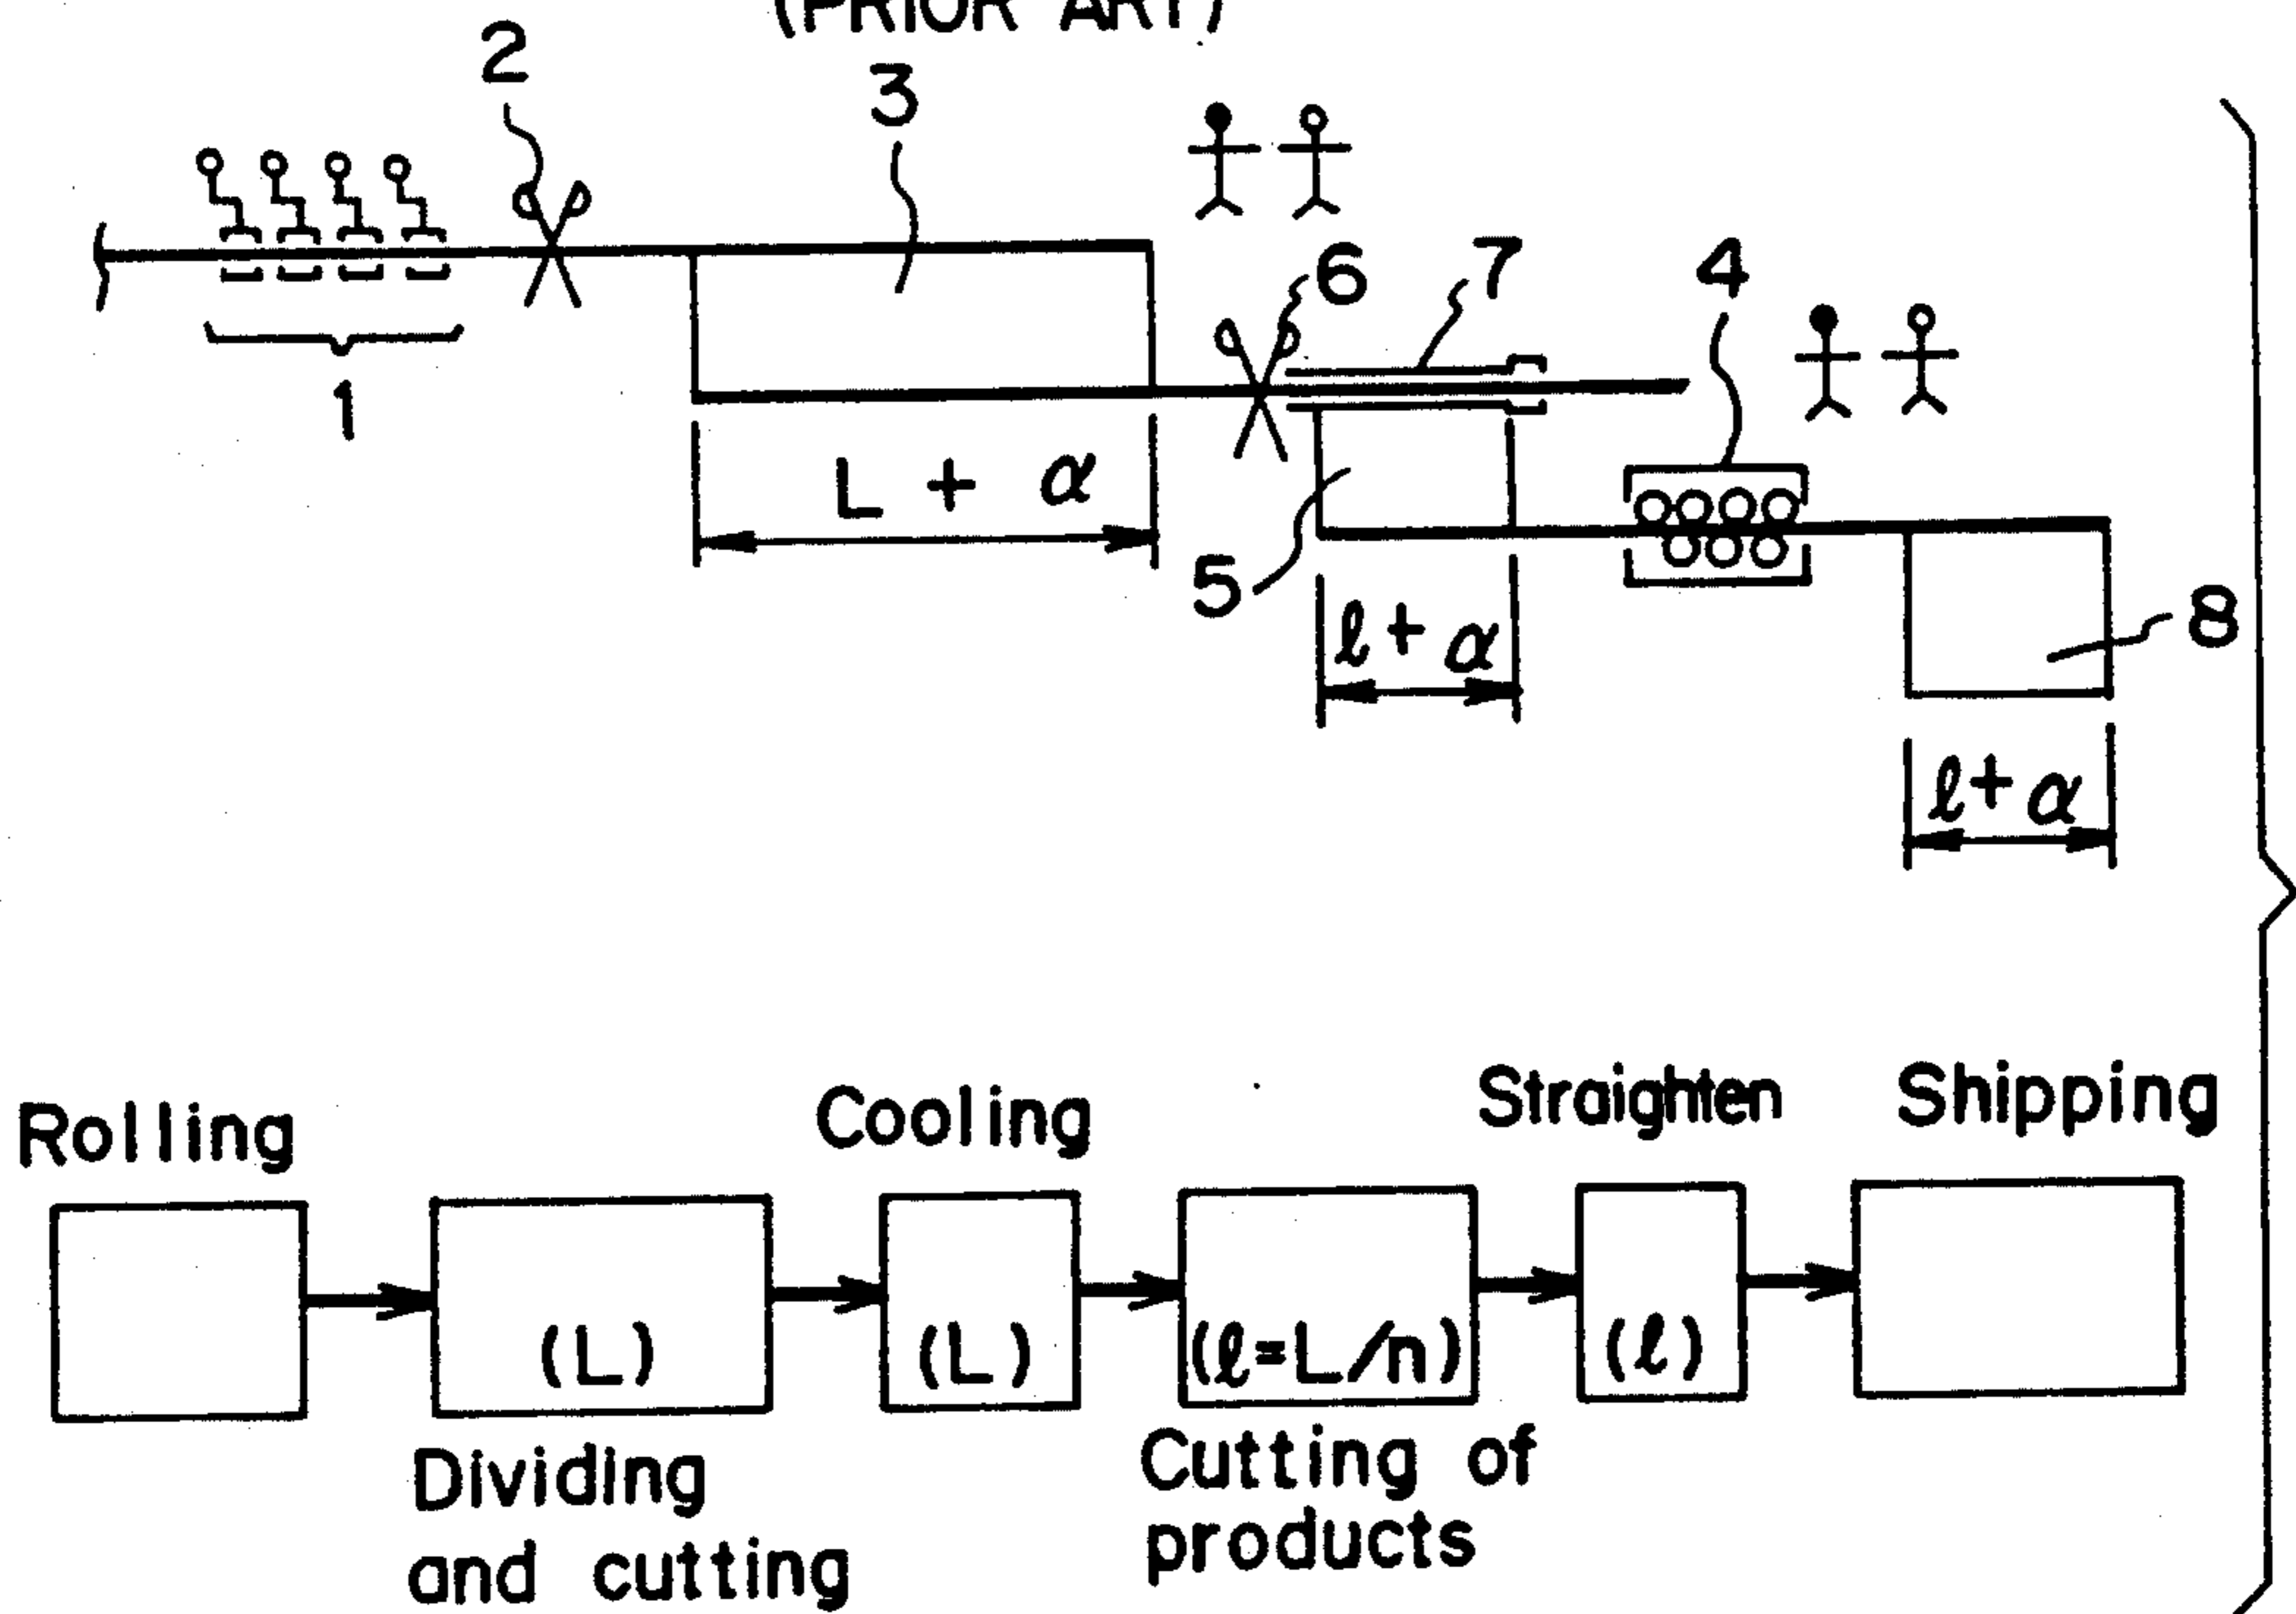 (PRIOR ART)
2
3
6
7
4
1
L + α
5
ℓ + α
8
ℓ + α
Rolling
Cooling
Straighten
Shipping
(L)
(L)
(ℓ=L/n)
(ℓ)
Dividing
and cutting
Cutting of
products